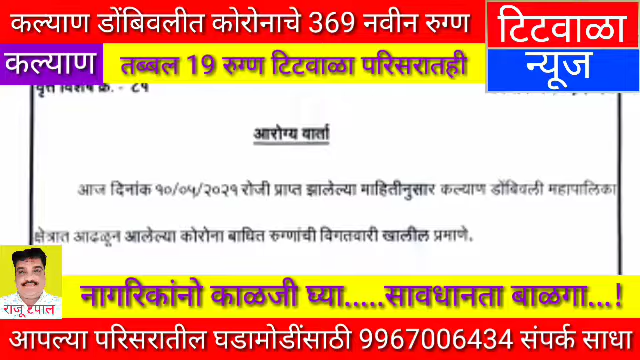 कल्याण डोंबिवलीत कोरोनाचे 369 नवीन रुग्ण
टिटवाळा
न्यूज
कल्याण
तब्बल 19 रुग्ण टिटवाळा परिसरातही
वृत्त विशेष क्र. - ८१
आरोग्य वार्ता
आज दिनांक १०/०५/२०२१ रोजी प्राप्त झालेल्या माहितीनुसार कल्याण डोंबिवली महापालिका
क्षेत्रात आढळून आलेल्या कोरोना बाधित रुग्णांची विगतवारी खालील प्रमाणे.
नागरिकांनो काळजी घ्या.....सावधानता बाळगा...!
राजू टपाल
आपल्या परिसरातील घडामोडींसाठी 9967006434 संपर्क साधा